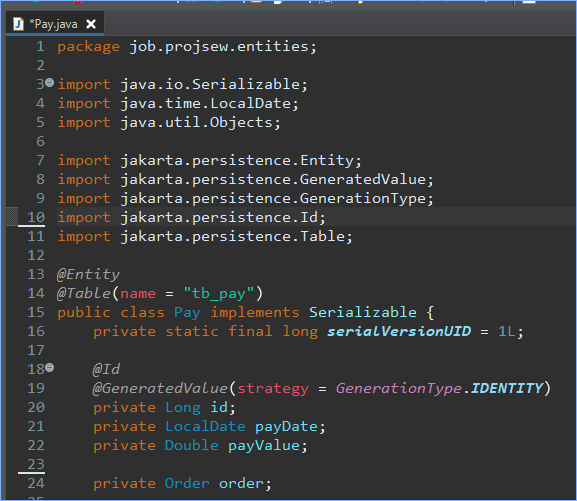 *Pay.java
1 package job.projsew.entities;
2
3 import java.io.Serializable;
4 import java.time.LocalDate;
5 import java.util.Objects;
6
7 import jakarta.persistence.Entity;
8 import jakarta.persistence.GeneratedValue;
9 import jakarta.persistence.GenerationType;
10 import jakarta.persistence.Id;
11 import jakarta.persistence.Table;
12
13 @Entity
14 @Table(name = "tb_pay")
15 public class Pay implements Serializable {
16     private static final long serialVersionUID = 1L;
17
18     @Id
19     @GeneratedValue(strategy = GenerationType.IDENTITY)
20     private Long id;
21     private LocalDate payDate;
22     private Double payValue;
23
24     private Order order;